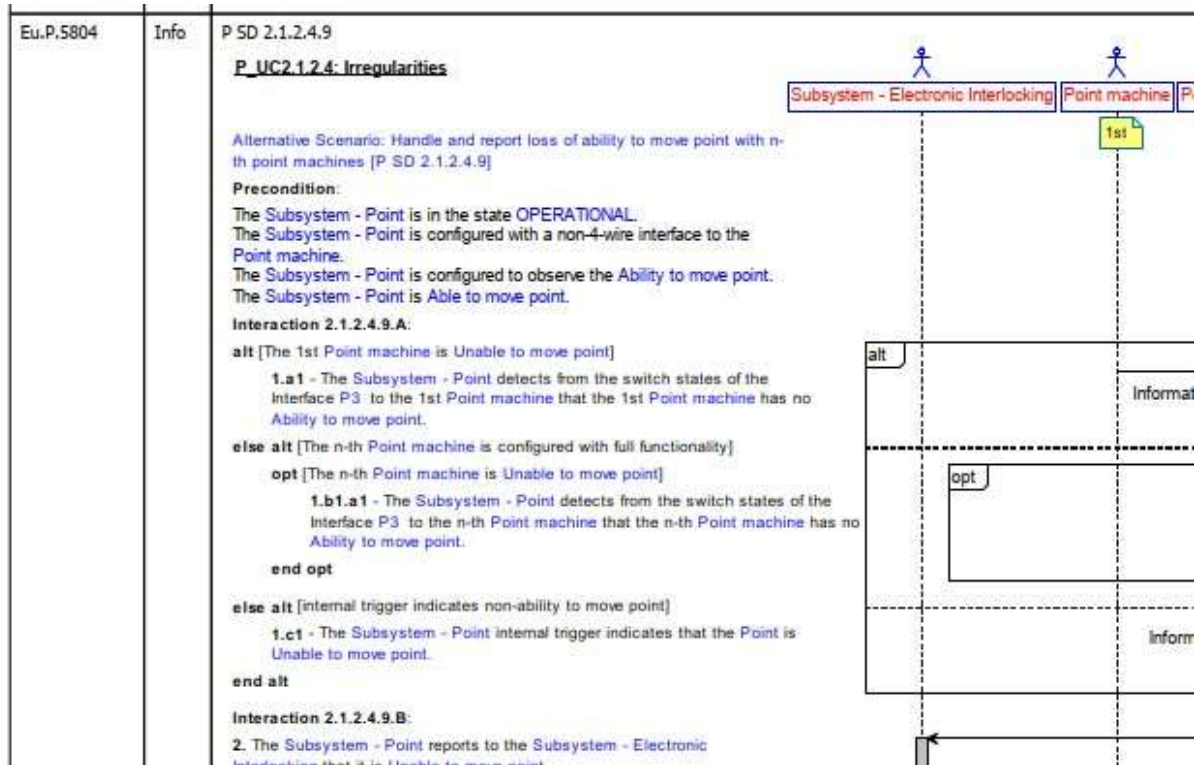 Eu.P.5804
Info
P SD 2.1.2.4.9
P_UC2.1.2.4: Irregularities
Subsystem - Electronic Interlocking
Point machine
1st
Alternative Scenario: Handle and report loss of ability to move point with n-
th point machines [P SD 2.1.2.4.9]
Precondition:
The Subsystem - Point is in the state OPERATIONAL.
The Subsystem - Point is configured with a non-4-wire interface to the
Point machine.
The Subsystem - Point is configured to observe the Ability to move point.
The Subsystem - Point is Able to move point.
Interaction 2.1.2.4.9.A:
alt [The 1st Point machine is Unable to move point]
1.a1 - The Subsystem - Point detects from the switch states of the
Interface P3 to the 1st Point machine that the 1st Point machine has no
Ability to move point.
else alt [The n-th Point machine is configured with full functionality]
opt [The n-th Point machine is Unable to move point]
1.b1.a1 - The Subsystem - Point detects from the switch states of the
Interface P3 to the n-th Point machine that the n-th Point machine has no
Ability to move point.
end opt
else alt [internal trigger indicates non-ability to move point]
1.c1 - The Subsystem - Point internal trigger indicates that the Point is
Unable to move point.
end alt
Interaction 2.1.2.4.9.B:
2. The Subsystem - Point reports to the Subsystem - Electronic
Interlocking that it is Unable to move point
alt
Informat
opt
Inform